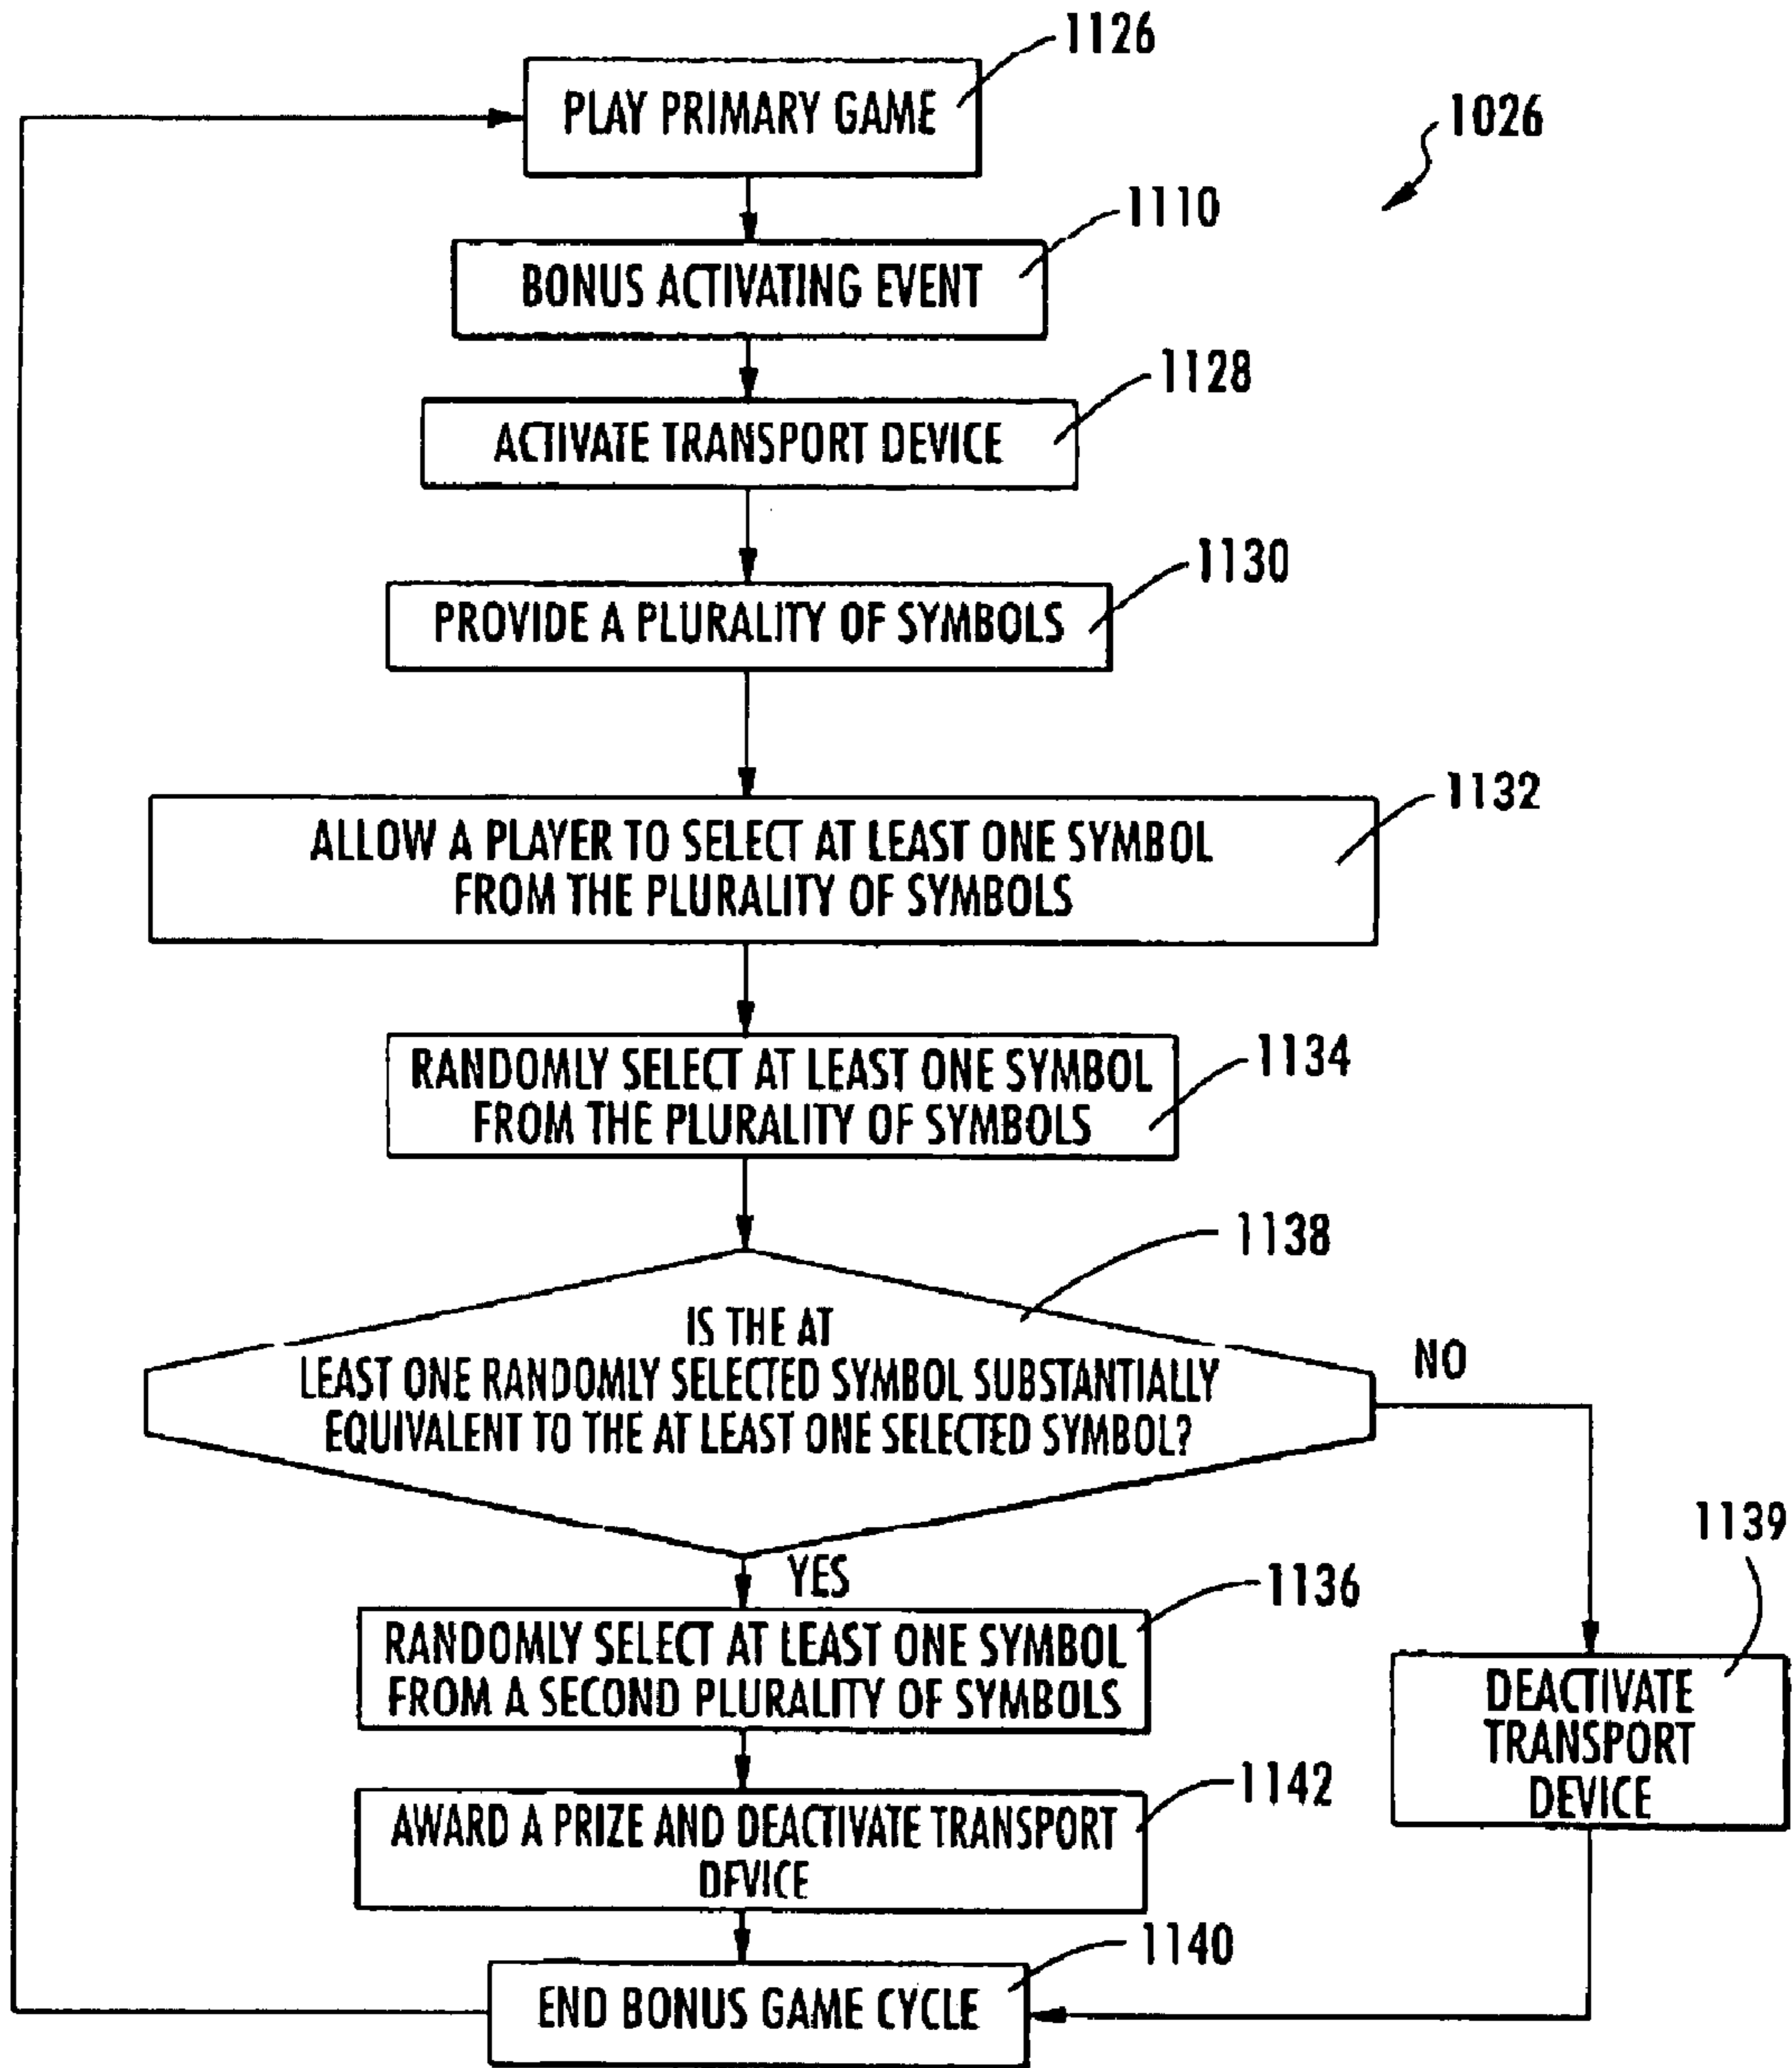 1126
PLAY PRIMARY GAME
1026
1110
BONUS ACTIVATING EVENT
1128
ACTIVATE TRANSPORT DEVICE
1130
PROVIDE A PLURALITY OF SYMBOLS
1132
ALLOW A PLAYER TO SELECT AT LEAST ONE SYMBOL
FROM THE PLURALITY OF SYMBOLS
1134
RANDOMLY SELECT AT LEAST ONE SYMBOL
FROM THE PLURALITY OF SYMBOLS
1138
IS THE AT
LEAST ONE RANDOMLY SELECTED SYMBOL SUBSTANTIALLY
EQUIVALENT TO THE AT LEAST ONE SELECTED SYMBOL?
NO
1139
YES
1136
RANDOMLY SELECT AT LEAST ONE SYMBOL
FROM A SECOND PLURALITY OF SYMBOLS
DEACTIVATE
TRANSPORT
DEVICE
1142
AWARD A PRIZE AND DEACTIVATE TRANSPORT
DEVICE
1140
END BONUS GAME CYCLE